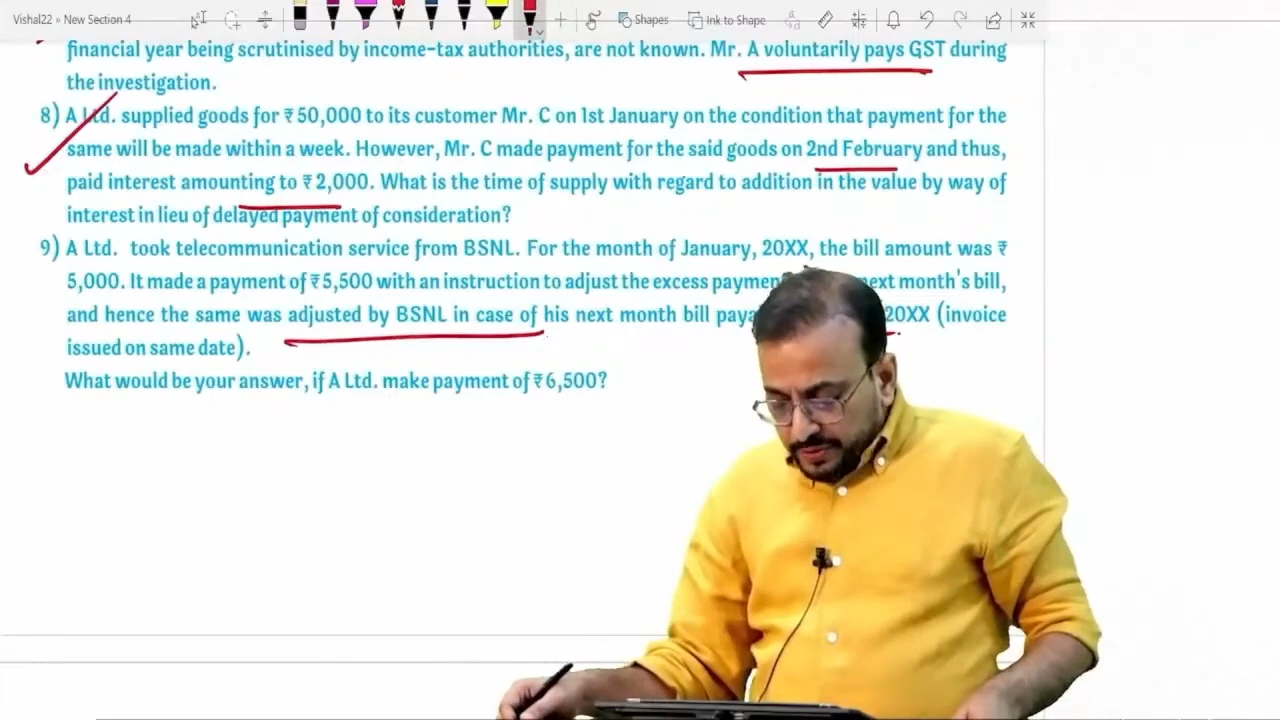 Vishal22 » New Section 4
Shapes
Ink to Shape
financial year being scrutinised by income-tax authorities, are not known. Mr. A voluntarily pays GST during
the investigation.
8) A Ltd. supplied goods for ₹ 50,000 to its customer Mr. C on 1st January on the condition that payment for the
same will be made within a week. However, Mr. C made payment for the said goods on 2nd February and thus,
paid interest amounting to ₹ 2,000. What is the time of supply with regard to addition in the value by way of
interest in lieu of delayed payment of consideration?
9) A Ltd. took telecommunication service from BSNL. For the month of January, 20XX, the bill amount was ₹
5,000. It made a payment of ₹ 5,500 with an instruction to adjust the excess next month's bill,
and hence the same was adjusted by BSNL in case of his next month bill 20XX (invoice
issued on same date).
What would be your answer, if A Ltd. make payment of ₹ 6,500?